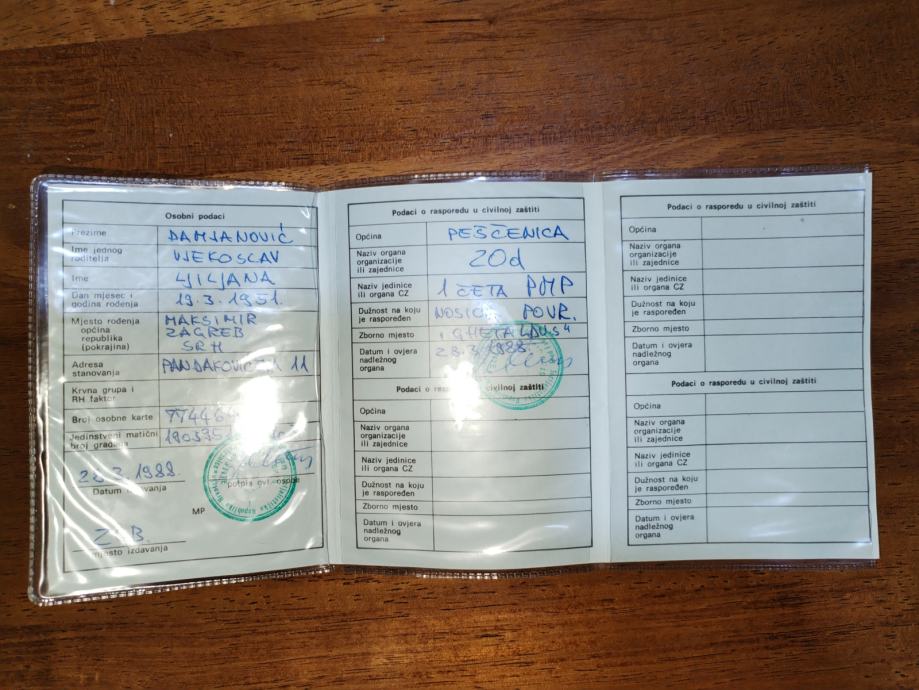 Osobni podaci
Prezime DAMJANOVIĆ
Ime jednog
roditelja VJEKOSLAV
Ime LJILJANA
Dan mjesec i
godina rođenja 19.3.1951.
Mjesto rođenja MAKSIMIR
općina ZAGREB
republika SRH
(pokrajina)
Adresa
stanovanja 11
Krvna grupa i
RH faktor
Broj osobne karte
Jedinstveni matični
broj građana
1988
Datum izdavanja
potpis ovl. osobe
MP
mjesto izdavanja
Podaci o rasporedu u civilnoj zaštiti
Općina PEŠČENICA
Naziv organa
organizacije
ili zajednice 20d
Naziv jedinice
ili organa CZ 1 ČETA PMP
Dužnost na koju
je raspoređen POVR.
Zborno mjesto
Datum i ovjera
nadležnog
organa 1988.
Podaci o rasporedu u civilnoj zaštiti
Općina
Naziv organa
organizacije
ili zajednice
Naziv jedinice
ili organa CZ
Dužnost na koju
je raspoređen
Zborno mjesto
Datum i ovjera
nadležnog
organa
Podaci o rasporedu u civilnoj zaštiti
Općina
Naziv organa
organizacije
ili zajednice
Naziv jedinice
ili organa CZ
Dužnost na koju
je raspoređen
Zborno mjesto
Datum i ovjera
nadležnog
organa
Podaci o rasporedu u civilnoj zaštiti
Općina
Naziv organa
organizacije
ili zajednice
Naziv jedinice
ili organa CZ
Dužnost na koju
je raspoređen
Zborno mjesto
Datum i ovjera
nadležnog
organa